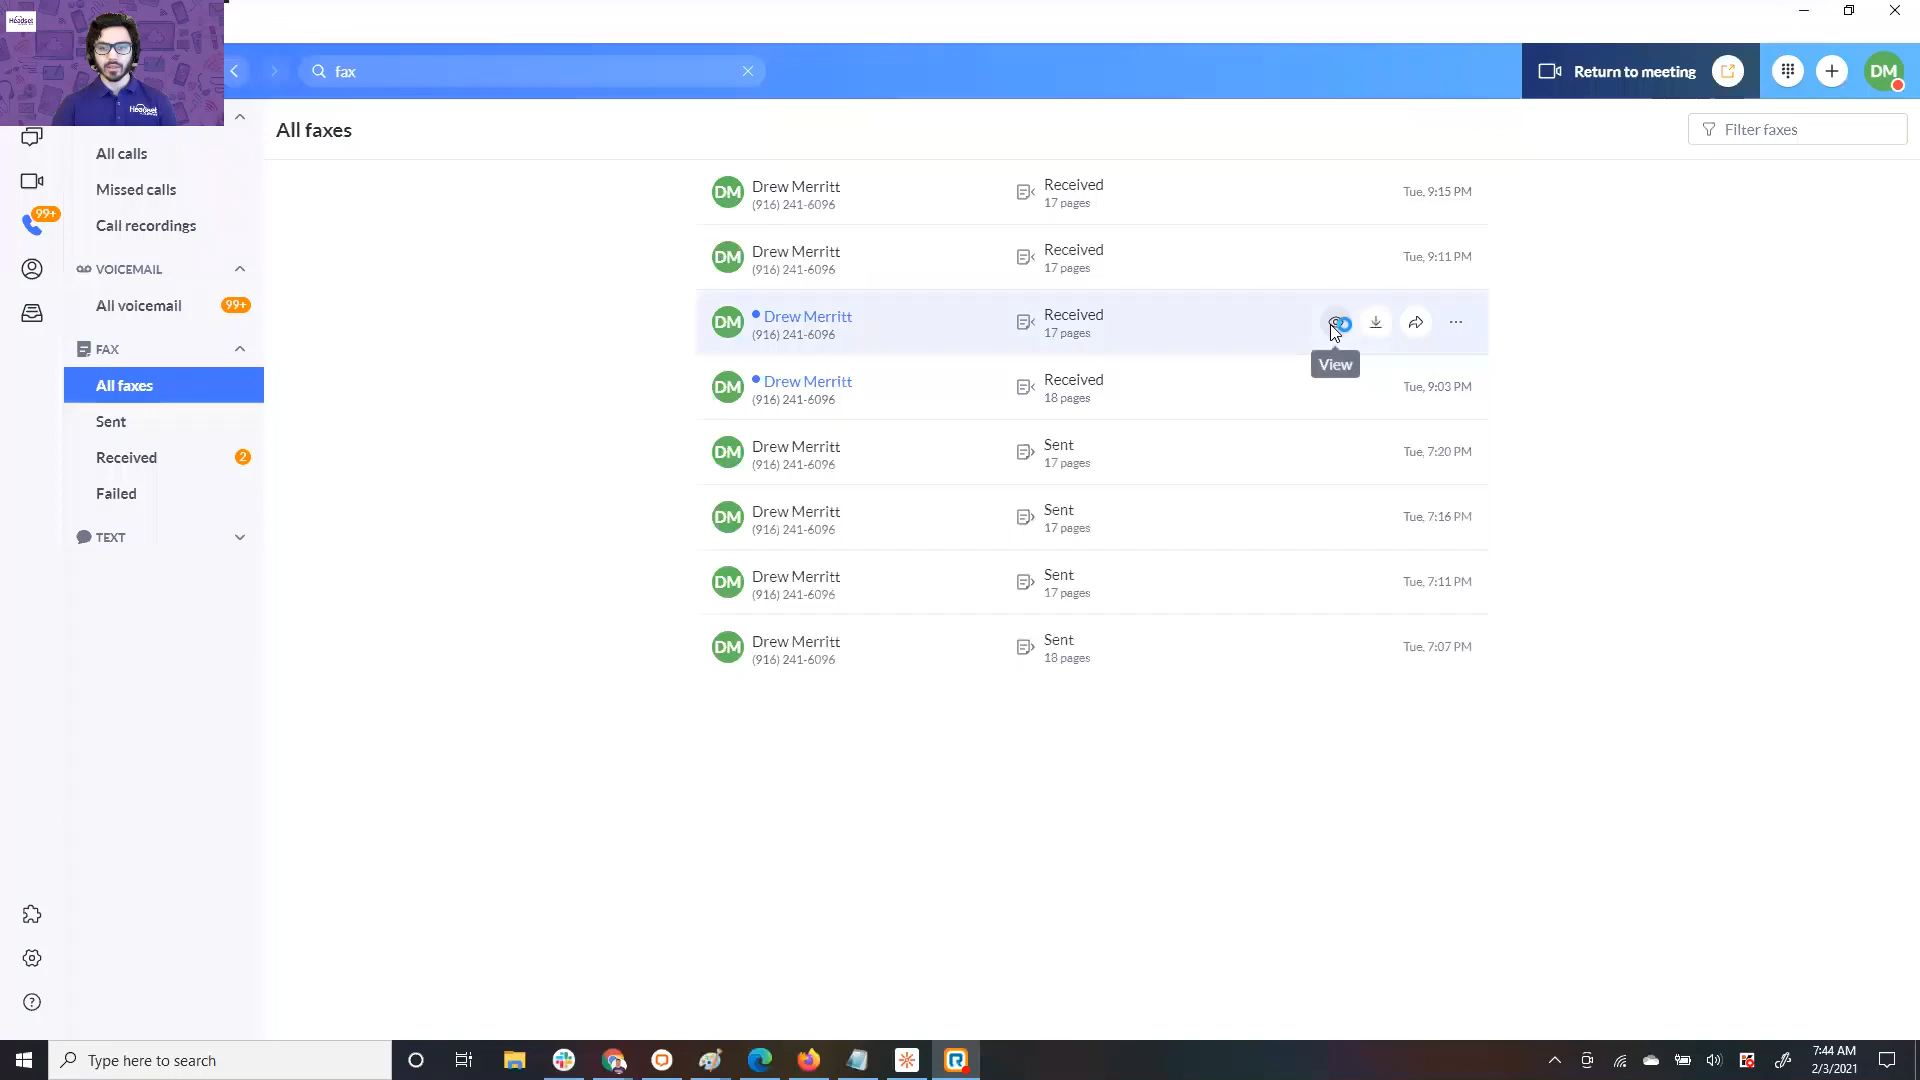 Headset
Headset
fax
Return to meeting
DM
All faxes
Filter faxes
All calls
Missed calls
Call recordings
99+
VOICEMAIL
All voicemail
99+
FAX
All faxes
Sent
Received
2
Failed
TEXT
DM
Drew Merritt
(916) 241-6096
Received
17 pages
Tue, 9:15 PM
DM
Drew Merritt
(916) 241-6096
Received
17 pages
Tue, 9:11 PM
DM
Drew Merritt
(916) 241-6096
Received
17 pages
View
DM
Drew Merritt
(916) 241-6096
Received
18 pages
Tue, 9:03 PM
DM
Drew Merritt
(916) 241-6096
Sent
17 pages
Tue, 7:20 PM
DM
Drew Merritt
(916) 241-6096
Sent
17 pages
Tue, 7:16 PM
DM
Drew Merritt
(916) 241-6096
Sent
17 pages
Tue, 7:11 PM
DM
Drew Merritt
(916) 241-6096
Sent
18 pages
Tue, 7:07 PM
Type here to search
7:44 AM
2/3/2021